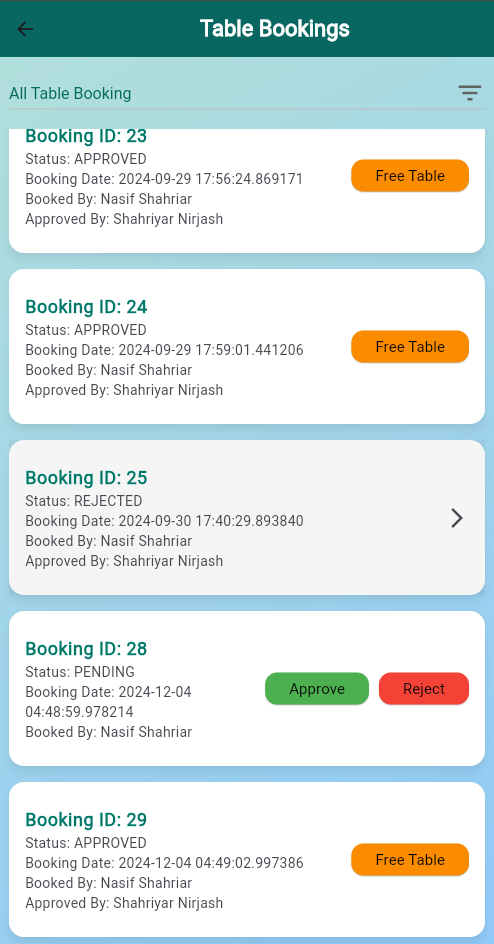 Table Bookings
All Table Booking
Booking ID: 23
Status: APPROVED
Booking Date: 2024-09-29 17:56:24.869171
Booked By: Nasif Shahriar
Approved By: Shahriyar Nirjash
Free Table
Booking ID: 24
Status: APPROVED
Booking Date: 2024-09-29 17:59:01.441206
Booked By: Nasif Shahriar
Approved By: Shahriyar Nirjash
Free Table
Booking ID: 25
Status: REJECTED
Booking Date: 2024-09-30 17:40:29.893840
Booked By: Nasif Shahriar
Approved By: Shahriyar Nirjash
Booking ID: 28
Status: PENDING
Booking Date: 2024-12-04
04:48:59.978214
Booked By: Nasif Shahriar
Approve
Reject
Booking ID: 29
Status: APPROVED
Booking Date: 2024-12-04 04:49:02.997386
Booked By: Nasif Shahriar
Approved By: Shahriyar Nirjash
Free Table